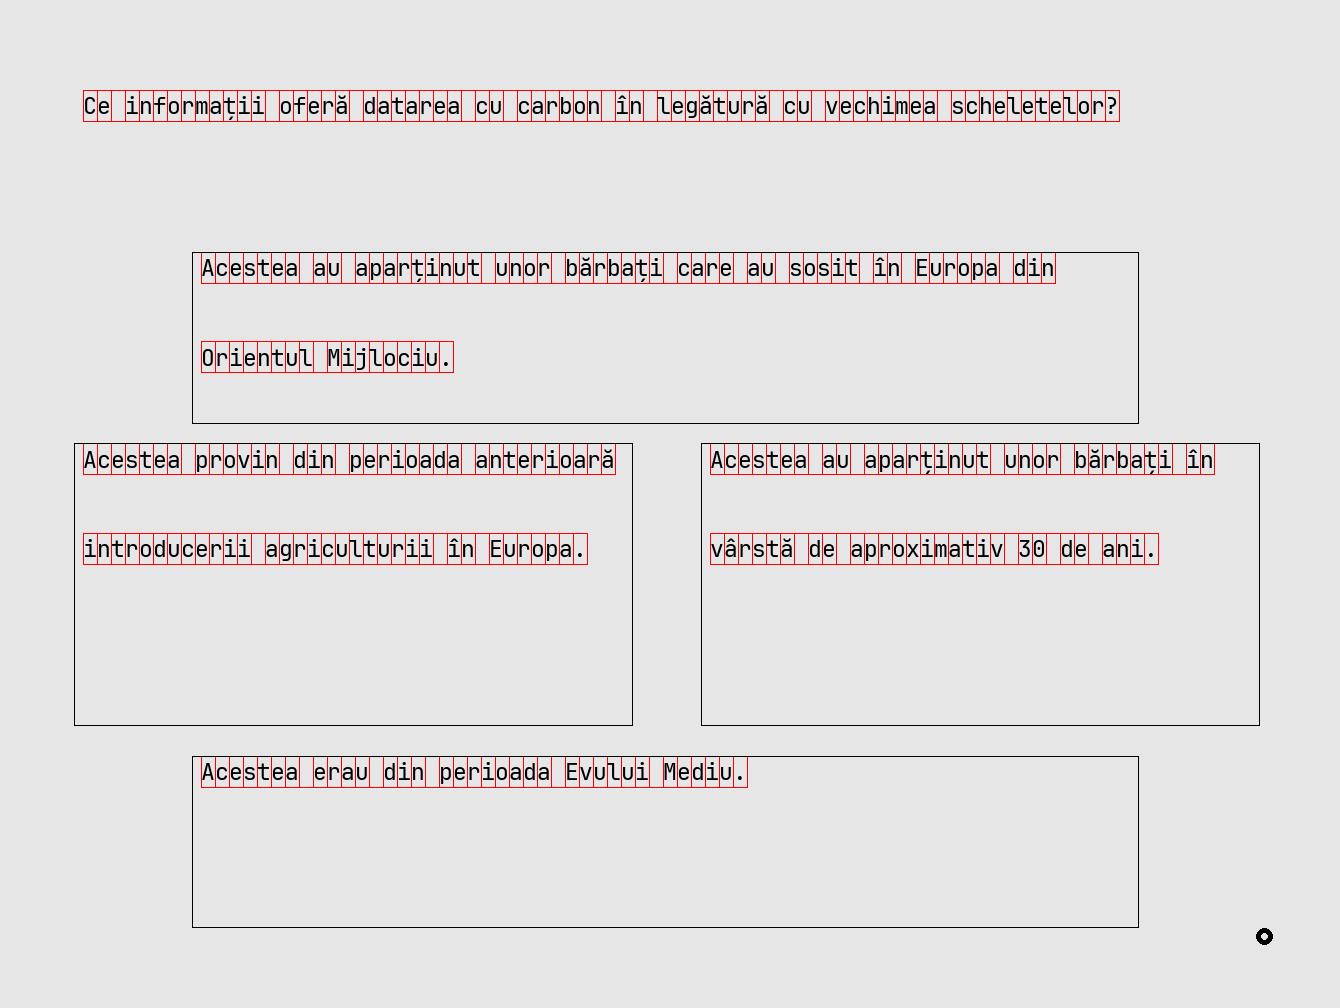 Ce informații oferă datarea cu carbon în legătură cu vechimea scheletelor?
Acestea au aparținut unor bărbați care au sosit în Europa din
Orientul Mijlociu.
Acestea provin din perioada anterioară
introducerii agriculturii în Europa.
Acestea au aparținut unor bărbați în
vârstă de aproximativ 30 de ani.
Acestea erau din perioada Evului Mediu.